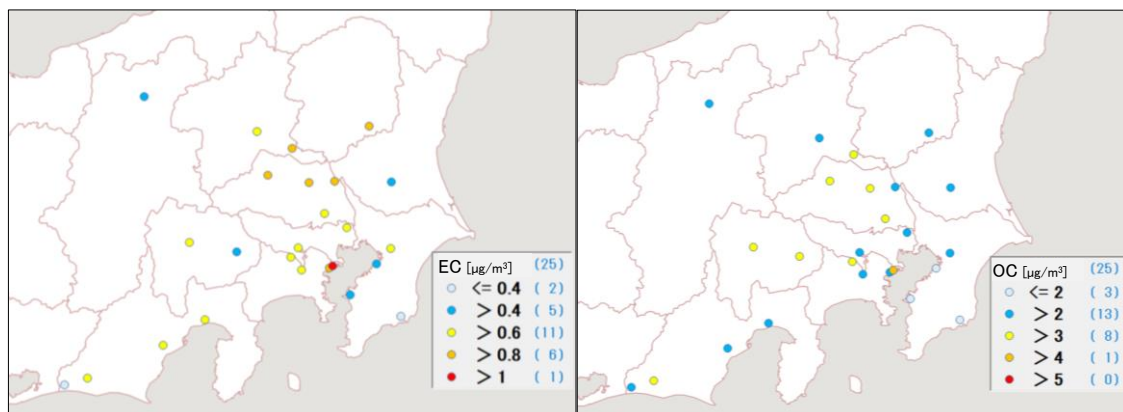 EC [μg/m³] (25)
<= 0.4 ( 2)
> 0.4 ( 5)
> 0.6 (11)
> 0.8 ( 6)
> 1 ( 1)
OC [μg/m³] (25)
<= 2 ( 3)
> 2 (13)
> 3 ( 8)
> 4 ( 1)
> 5 ( 0)